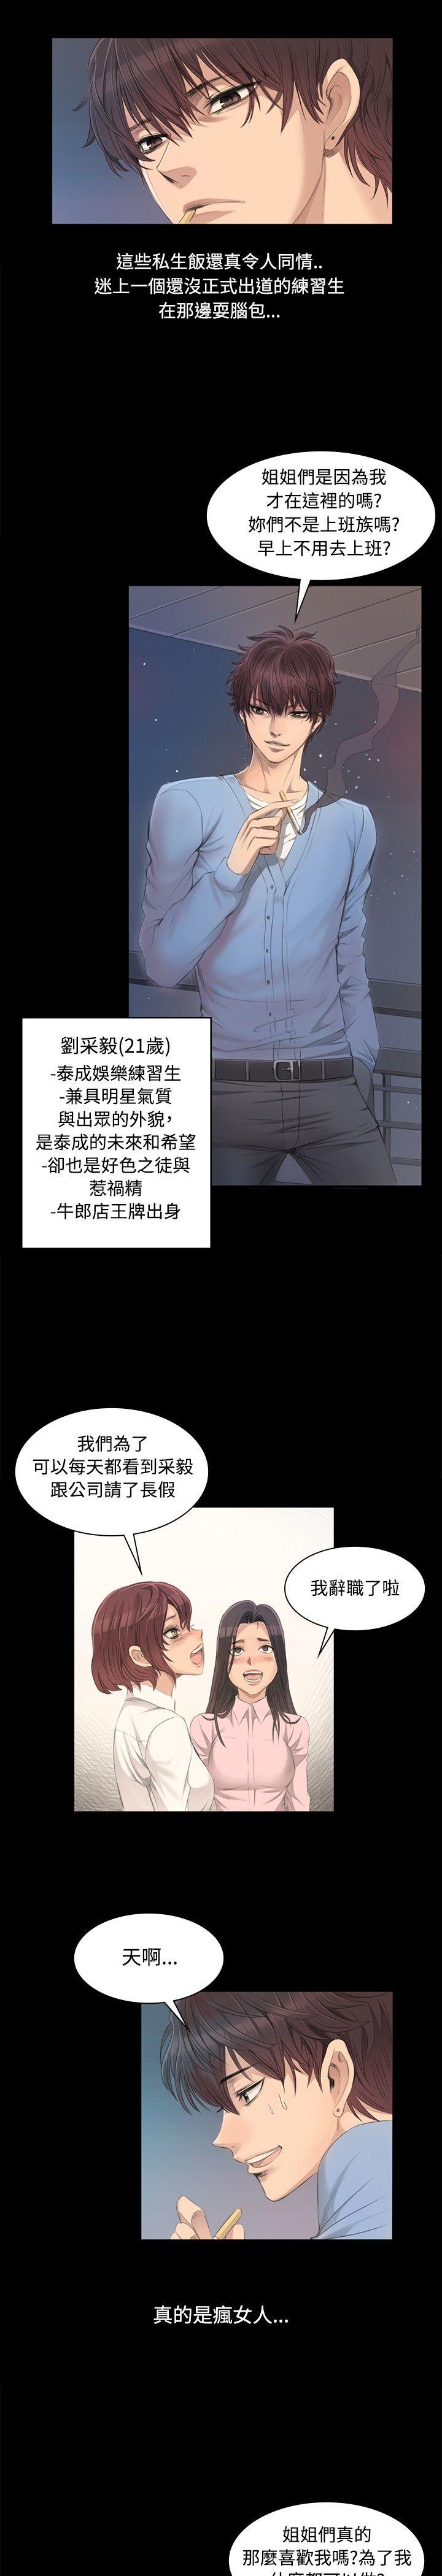 這些私生飯還真令人同情..
迷上一個還沒正式出道的練習生
在那邊耍腦包...
姐姐們是因為我
才在這裡的嗎?
妳們不是上班族嗎?
早上不用去上班?
劉采毅(21歲)
-泰成娛樂練習生
-兼具明星氣質
與出眾的外貌,
是泰成的未來和希望
-卻也是好色之徒與
惹禍精
-牛郎店王牌出身
我們為了
可以每天都看到采毅
跟公司請了長假
我辭職了啦
天啊...
真的是瘋女人...
姐姐們真的
那麼喜歡我嗎?為了我
什麼都可以做?